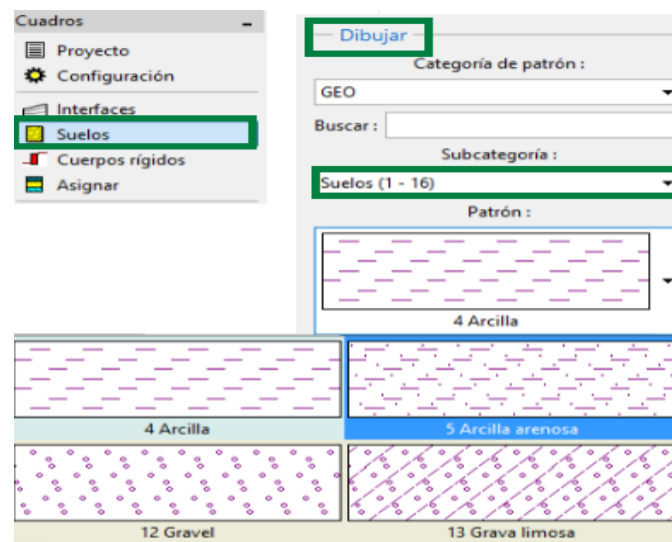 Cuadros
Proyecto
Configuración
Interfaces
Suelos
Cuerpos rígidos
Asignar
Dibujar
Categoría de patrón :
GEO
Buscar :
Subcategoría :
Suelos (1 - 16)
Patrón :
4 Arcilla
4 Arcilla
5 Arcilla arenosa
12 Gravel
13 Grava limosa